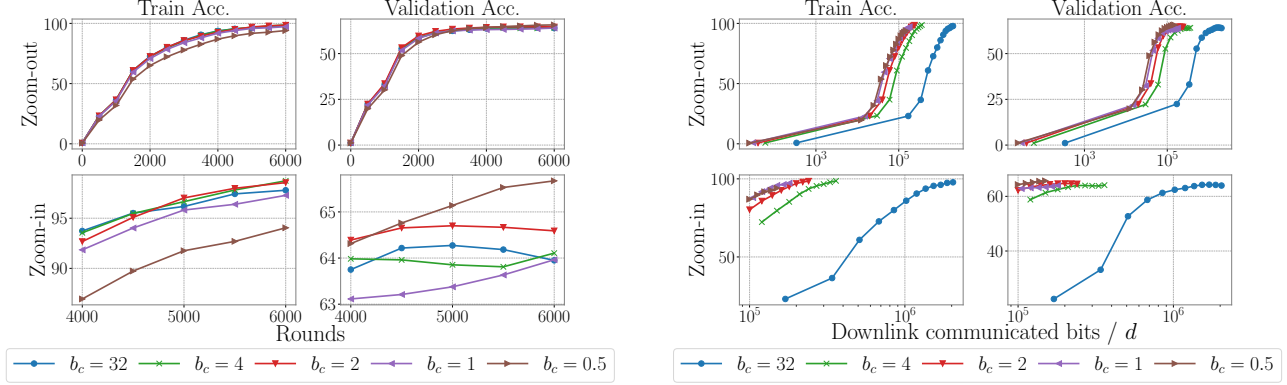 Train Acc.
Validation Acc.
Zoom-out
100
50
0
0
2000
4000
6000
50
25
0
0
2000
4000
6000
Zoom-in
95
90
4000
5000
6000
65
64
63
4000
5000
6000
Rounds
b_c = 32
b_c = 4
b_c = 2
b_c = 1
b_c = 0.5
Train Acc.
Validation Acc.
Zoom-out
100
50
0
10^3
10^5
50
25
0
10^3
10^5
Zoom-in
100
50
10^5
10^6
60
40
10^5
10^6
Downlink communicated bits / d
b_c = 32
b_c = 4
b_c = 2
b_c = 1
b_c = 0.5